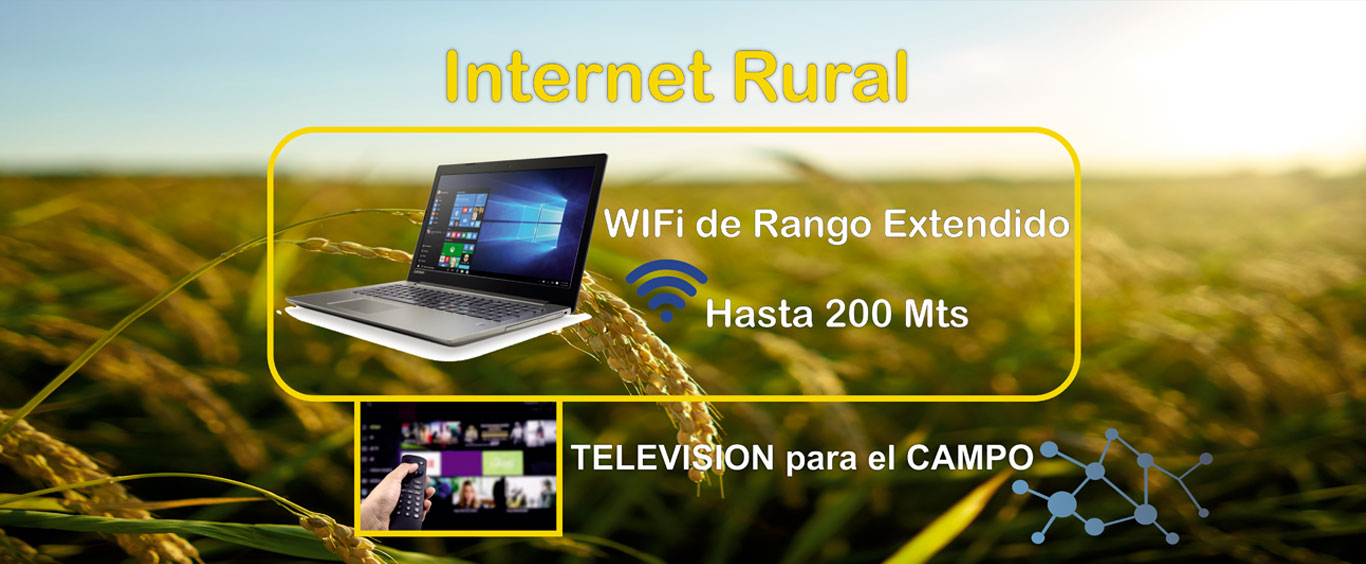 Internet Rural
WIFi de Rango Extendido
Hasta 200 Mts
TELEVISION para el CAMPO